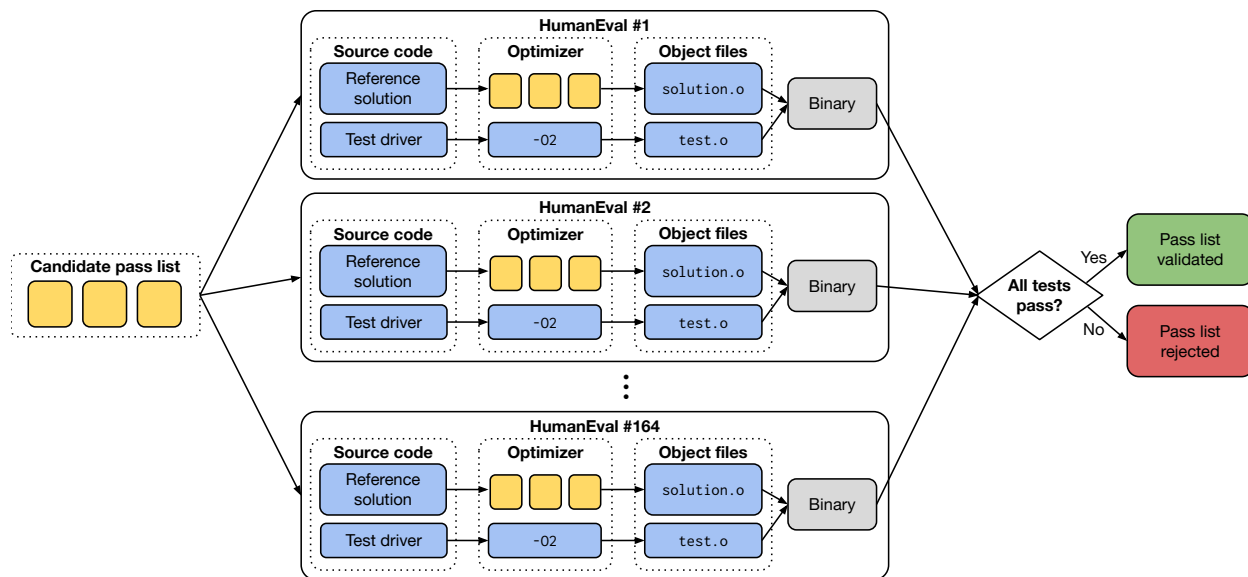 HumanEval #1
Source code
Optimizer
Object files
Reference
solution
solution.o
Binary
Test driver
-O2
test.o
HumanEval #2
Source code
Optimizer
Object files
Reference
solution
solution.o
Binary
Test driver
-O2
test.o
Candidate pass list
All tests
pass?
Yes
No
Pass list
validated
Pass list
rejected
HumanEval #164
Source code
Optimizer
Object files
Reference
solution
solution.o
Binary
Test driver
-O2
test.o